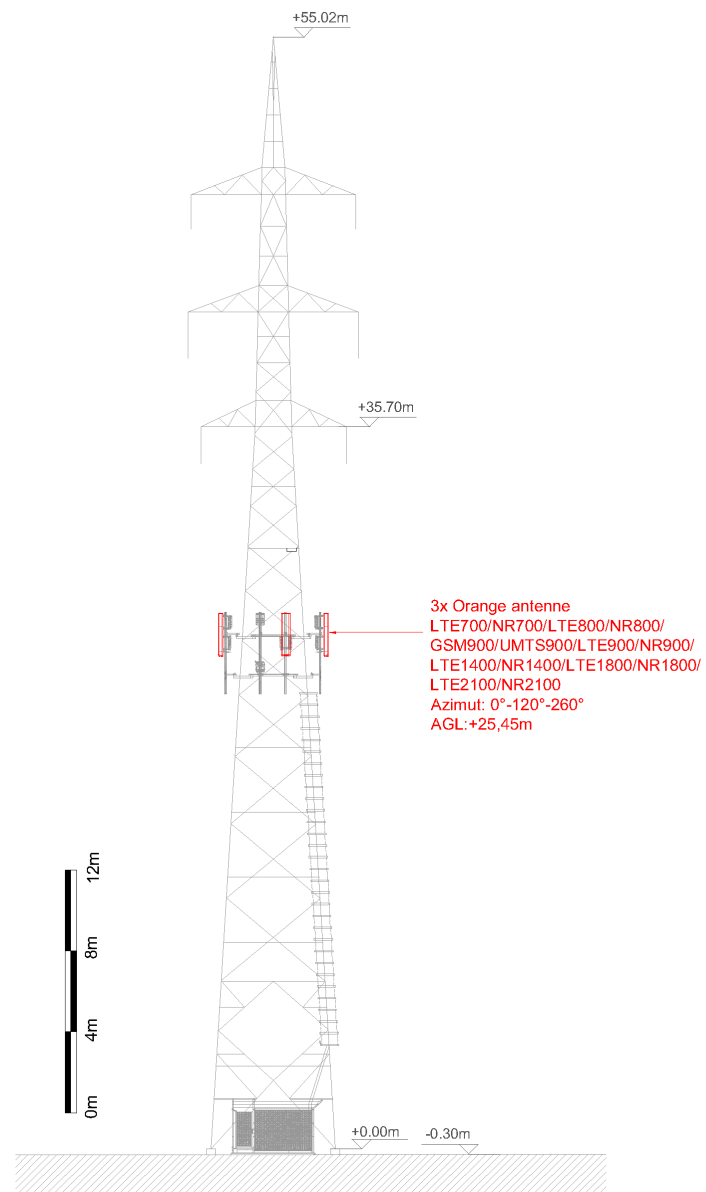 +55.02m
+35.70m
3x Orange antenne
LTE700/NR700/LTE800/NR800/
GSM900/UMTS900/LTE900/NR900/
LTE1400/NR1400/LTE1800/NR1800/
LTE2100/NR2100
Azimut: 0°-120°-260°
AGL:+25,45m
12m
8m
4m
0m
+0.00m
-0.30m